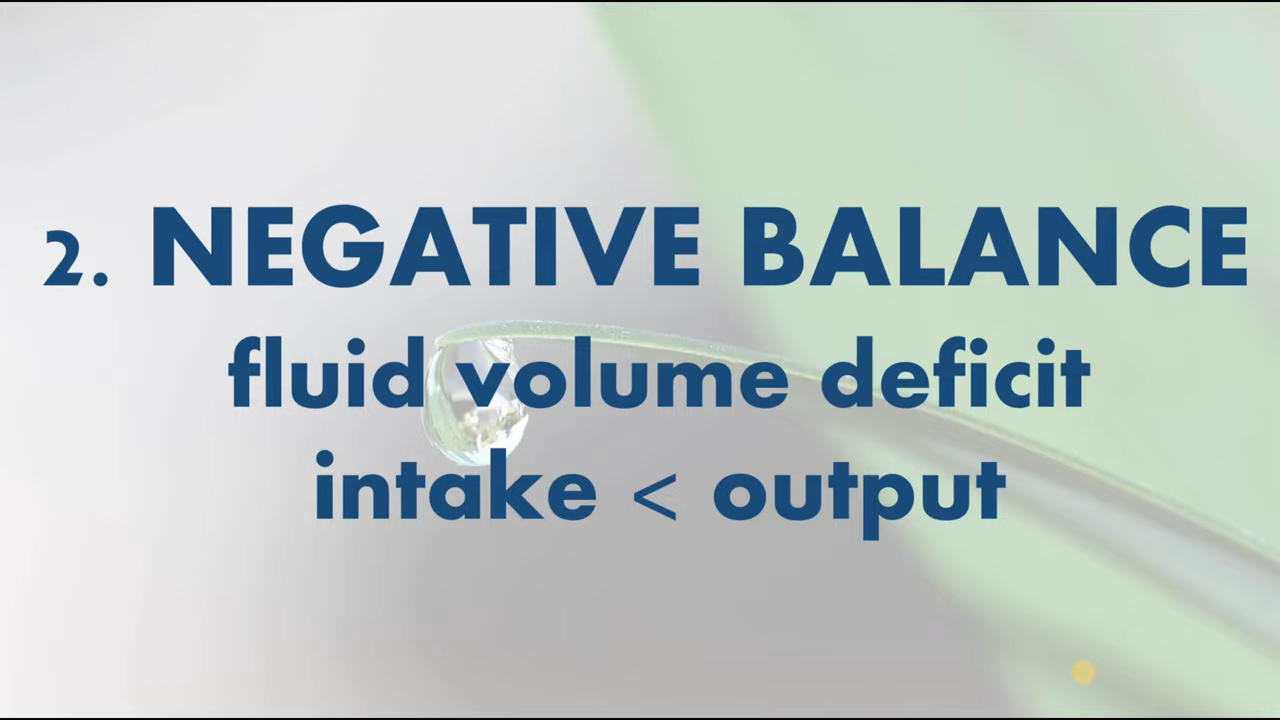 2. NEGATIVE BALANCE
fluid volume deficit
intake < output